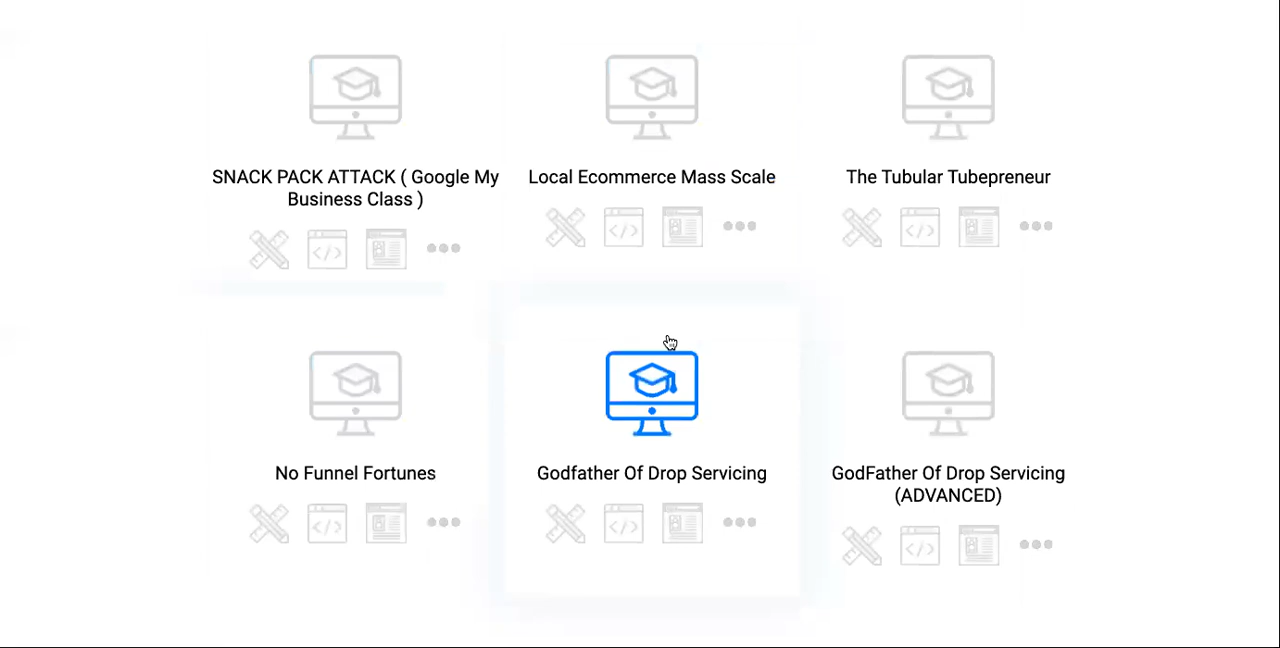 SNACK PACK ATTACK ( Google My
Business Class )
Local Ecommerce Mass Scale
The Tubular Tubepreneur
No Funnel Fortunes
Godfather Of Drop Servicing
GodFather Of Drop Servicing
(ADVANCED)